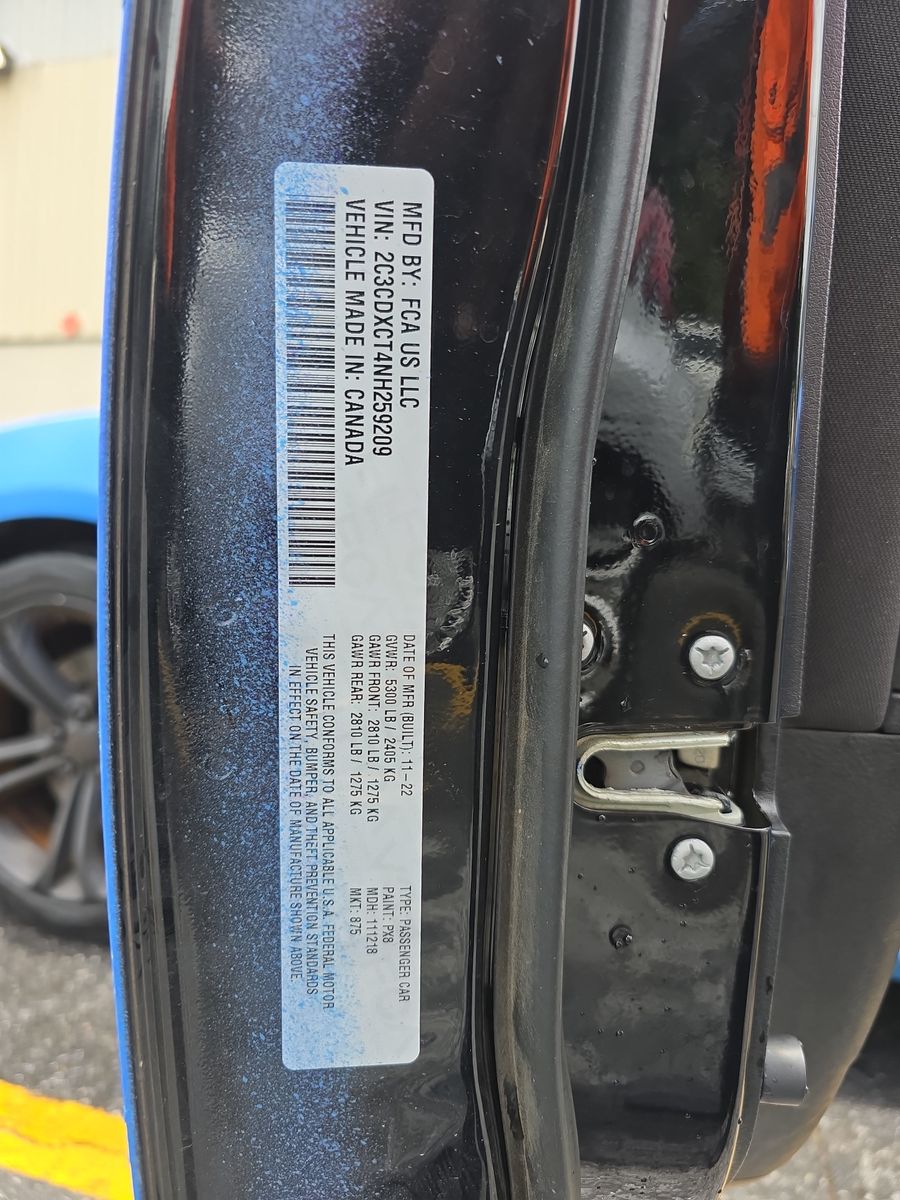 MFD BY: FCA US LLC
VIN: 2C3CDXCT4NH259209
VEHICLE MADE IN: CANADA
DATE OF MFR (BUILT): 11-22
GVWR: 5300 LB / 2405 KG
GAWR FRONT: 2810 LB / 1275 KG
GAWR REAR: 2810 LB / 1275 KG
TYPE: PASSENGER CAR
PAINT: PX8
MDH: 111218
MKT: 875
THIS VEHICLE CONFORMS TO ALL APPLICABLE U.S.A. FEDERAL MOTOR
VEHICLE SAFETY, BUMPER, AND THEFT PREVENTION STANDARDS
IN EFFECT ON THE DATE OF MANUFACTURE SHOWN ABOVE.